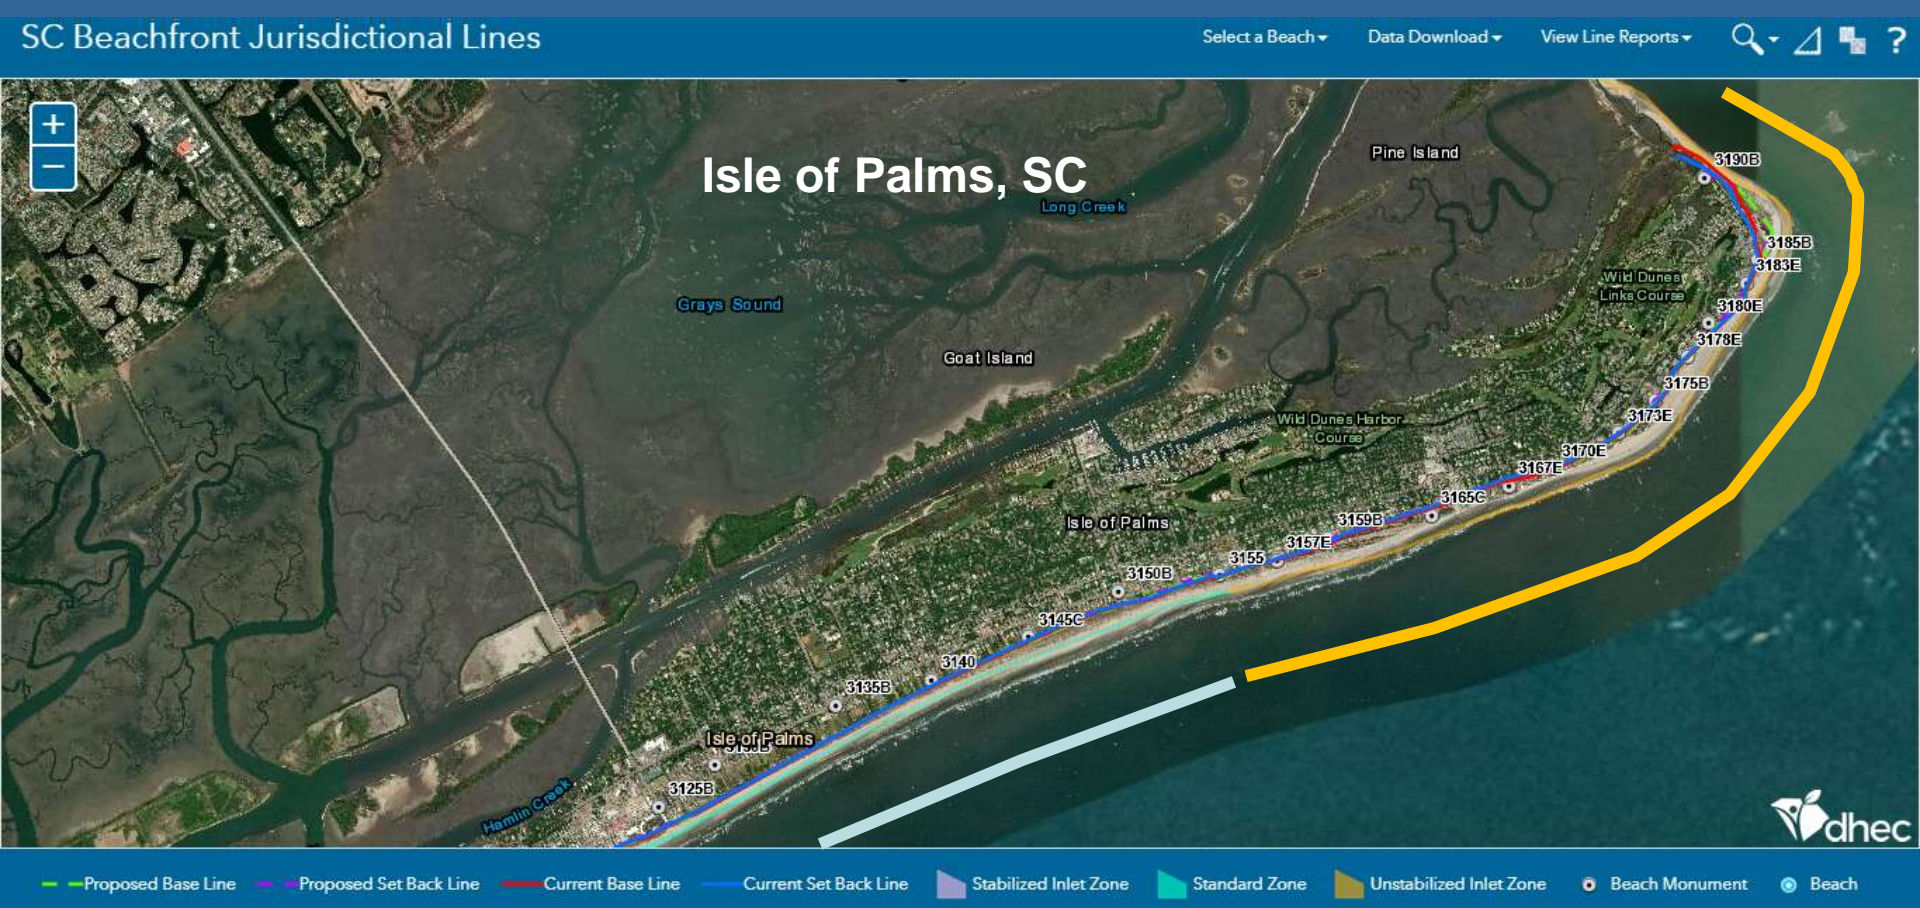 SC Beachfront Jurisdictional Lines
Select a Beach
Data Download
View Line Reports
?
+
−
Isle of Palms, SC
Pine Island
Long Creek
3190B
3185B
3183E
Wild Dunes
Links Course
Grays Sound
3180E
3178E
Goat Island
3175B
3173E
Wild Dunes Harbor
Course
3170E
3167E
3165C
3159B
Isle of Palms
3157E
3155
3150B
3145C
3140
3135B
Isle of Palms
3125B
Hamlin Creek
dhec
Proposed Base Line
Proposed Set Back Line
Current Base Line
Current Set Back Line
Stabilized Inlet Zone
Standard Zone
Unstabilized Inlet Zone
Beach Monument
Beach